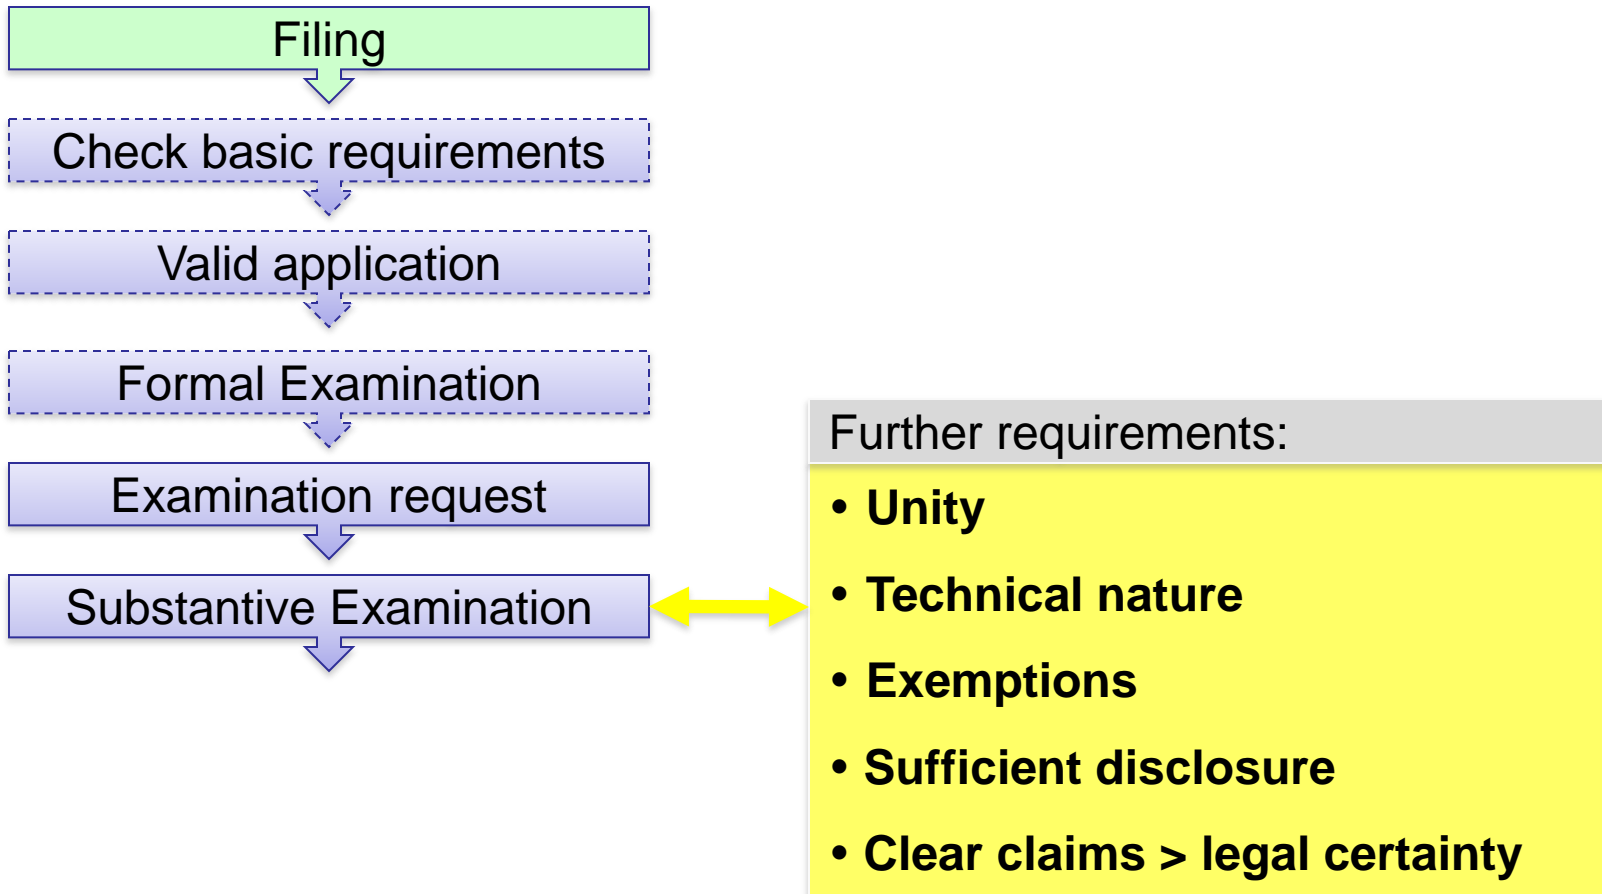 Filing
Check basic requirements
Valid application
Formal Examination
Examination request
Substantive Examination
Further requirements:
• Unity
• Technical nature
• Exemptions
• Sufficient disclosure
• Clear claims > legal certainty